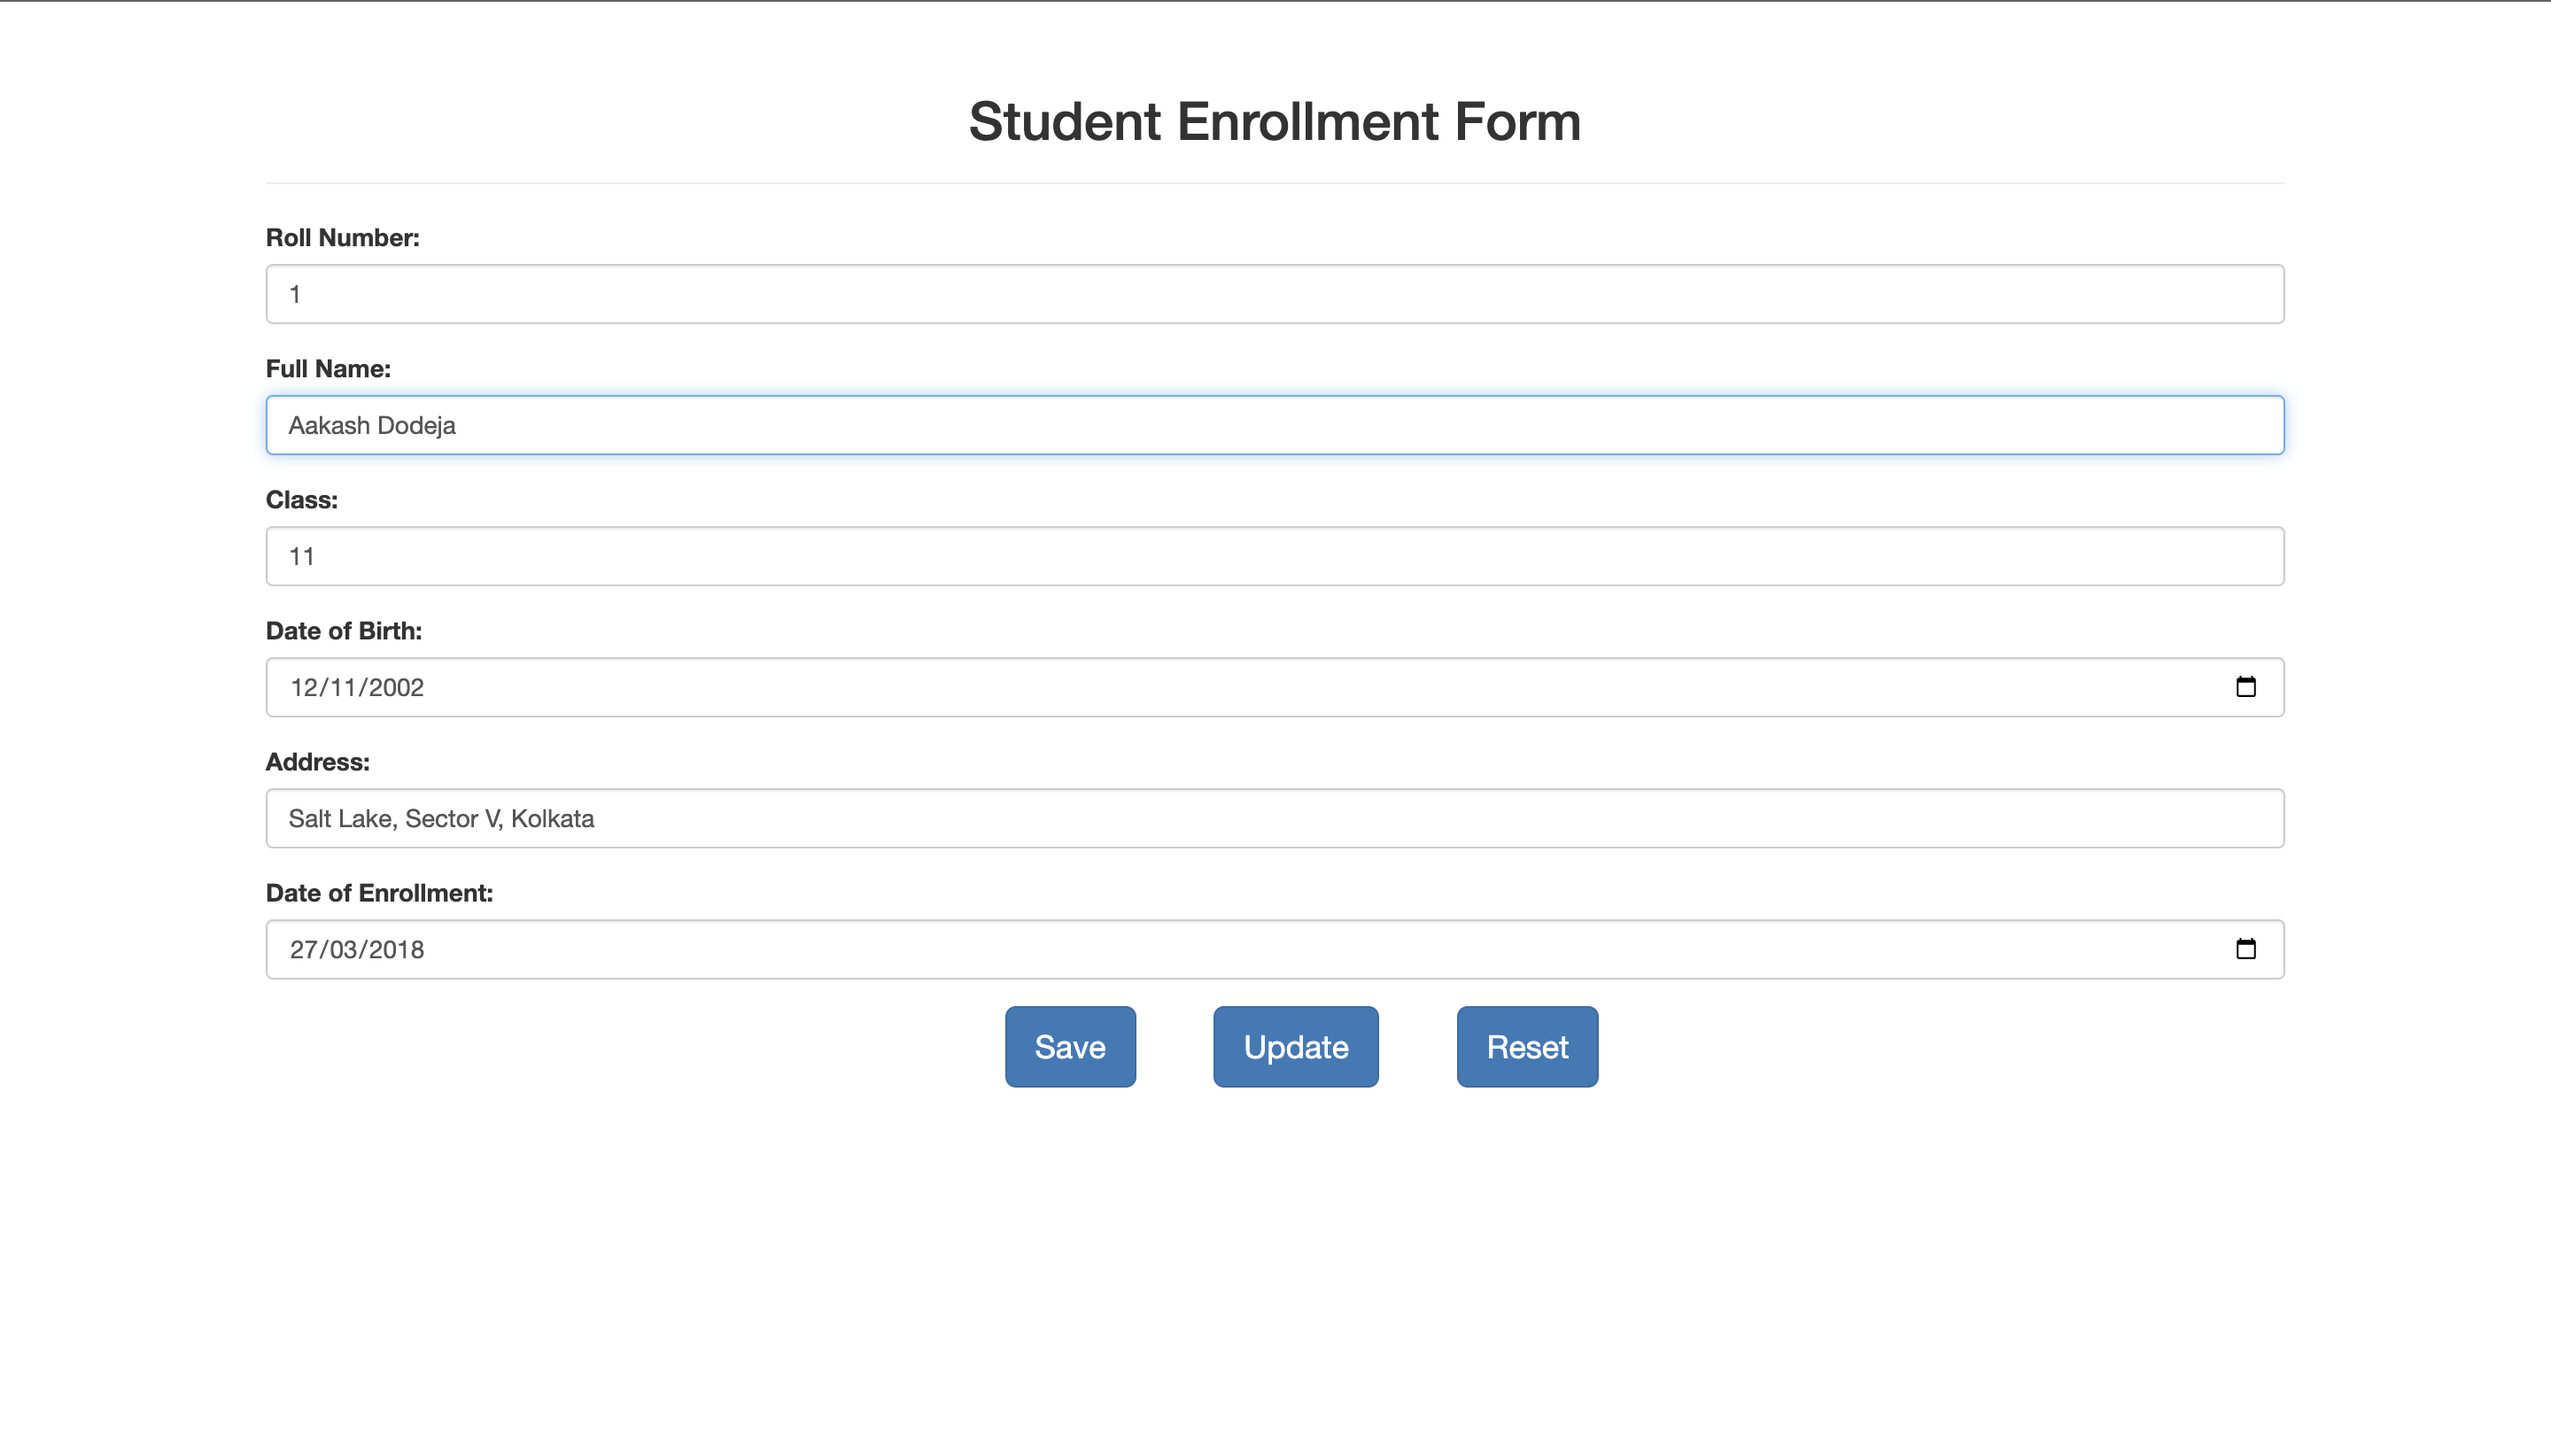 Student Enrollment Form
Roll Number:
1
Full Name:
Aakash Dodeja
Class:
11
Date of Birth:
12/11/2002
Address:
Salt Lake, Sector V, Kolkata
Date of Enrollment:
27/03/2018
Save Update Reset